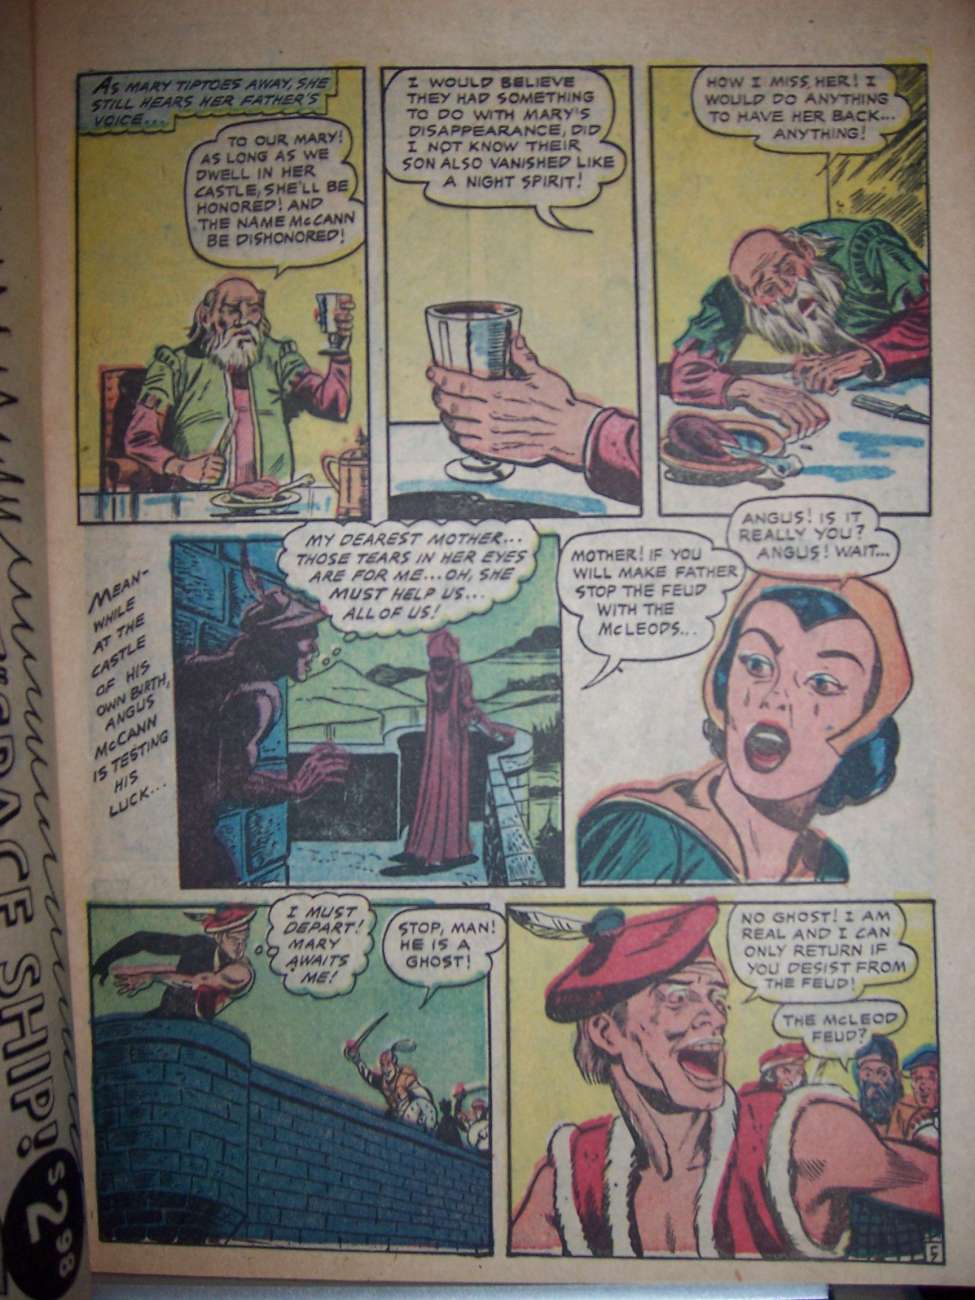 AS MARY TIPTOES AWAY, SHE
STILL HEARS HER FATHER'S
VOICE...
TO OUR MARY!
AS LONG AS WE
DWELL IN HER
CASTLE, SHE'LL BE
HONORED! AND
THE NAME McCANN
BE DISHONORED!
I WOULD BELIEVE
THEY HAD SOMETHING
TO DO WITH MARY'S
DISAPPEARANCE, DID
I NOT KNOW THEIR
SON ALSO VANISHED LIKE
A NIGHT SPIRIT!
HOW I MISS HER! I
WOULD DO ANYTHING
TO HAVE HER BACK...
ANYTHING!
MEAN-
WHILE
AT THE
CASTLE
OF HIS
OWN BIRTH,
ANGUS
McCANN
IS TESTING
HIS
LUCK...
MY DEAREST MOTHER...
THOSE TEARS IN HER EYES
ARE FOR ME...OH, SHE
MUST HELP US...
ALL OF US!
MOTHER! IF YOU
WILL MAKE FATHER
STOP THE FEUD
WITH THE
McLEODS...
ANGUS! IS IT
REALLY YOU?
ANGUS! WAIT...
I MUST
DEPART!
MARY
AWAITS
ME!
STOP, MAN!
HE IS A
GHOST!
NO GHOST! I AM
REAL AND I CAN
ONLY RETURN IF
YOU DESIST FROM
THE FEUD!
THE McLEOD
FEUD?
SPACE SHIP!
$2 98